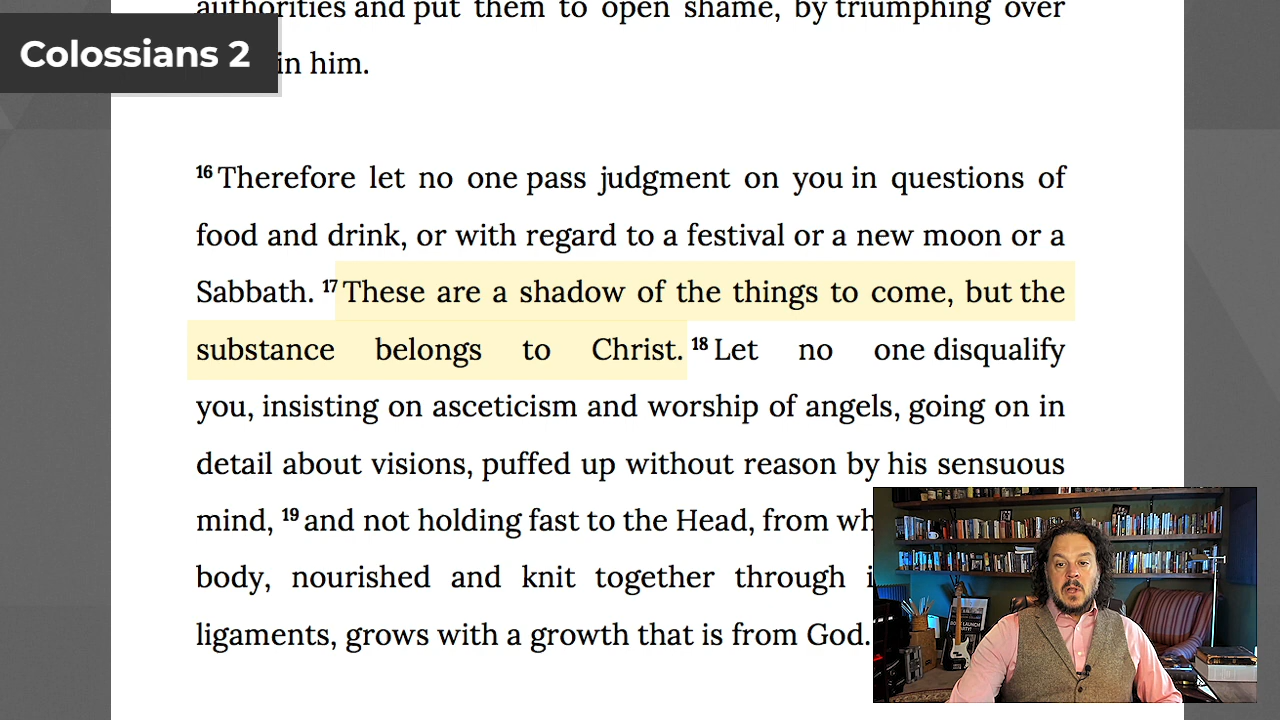 authorities and put them to open shame, by triumphing over
Colossians 2
in him.
16 Therefore let no one pass judgment on you in questions of
food and drink, or with regard to a festival or a new moon or a
Sabbath. 17 These are a shadow of the things to come, but the
substance belongs to Christ. 18 Let no one disqualify
you, insisting on asceticism and worship of angels, going on in
detail about visions, puffed up without reason by his sensuous
mind, 19 and not holding fast to the Head, from
body, nourished and knit together through
ligaments, grows with a growth that is from God.